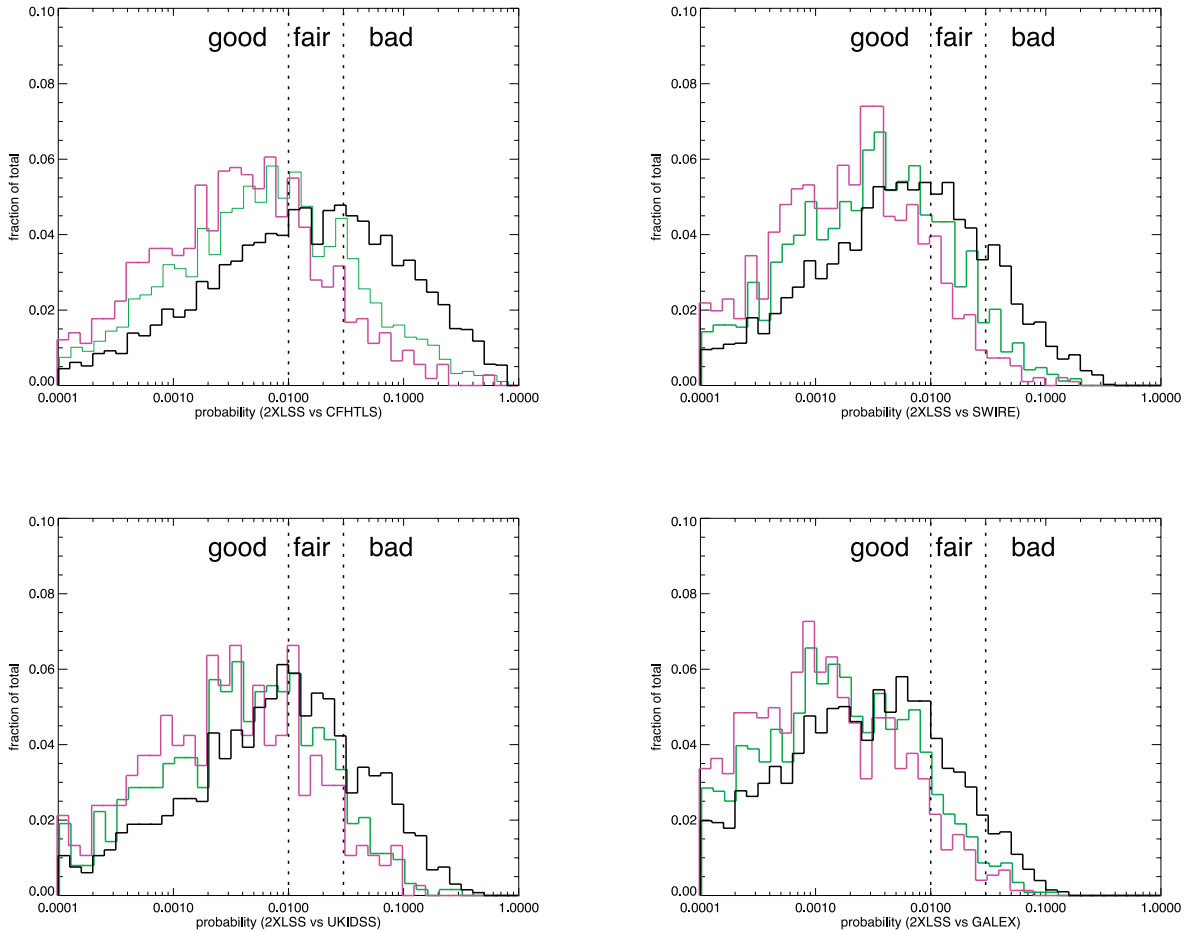 0.10
0.08
0.06
0.04
0.02
0.00
fraction of total
good fair bad
0.0001 0.0010 0.0100 0.1000 1.0000
probability (2XLSS vs CFHTLS)
0.10
0.08
0.06
0.04
0.02
0.00
fraction of total
good fair bad
0.0001 0.0010 0.0100 0.1000 1.0000
probability (2XLSS vs SWIRE)
0.10
0.08
0.06
0.04
0.02
0.00
fraction of total
good fair bad
0.0001 0.0010 0.0100 0.1000 1.0000
probability (2XLSS vs UKIDSS)
0.10
0.08
0.06
0.04
0.02
0.00
fraction of total
good fair bad
0.0001 0.0010 0.0100 0.1000 1.0000
probability (2XLSS vs GALEX)